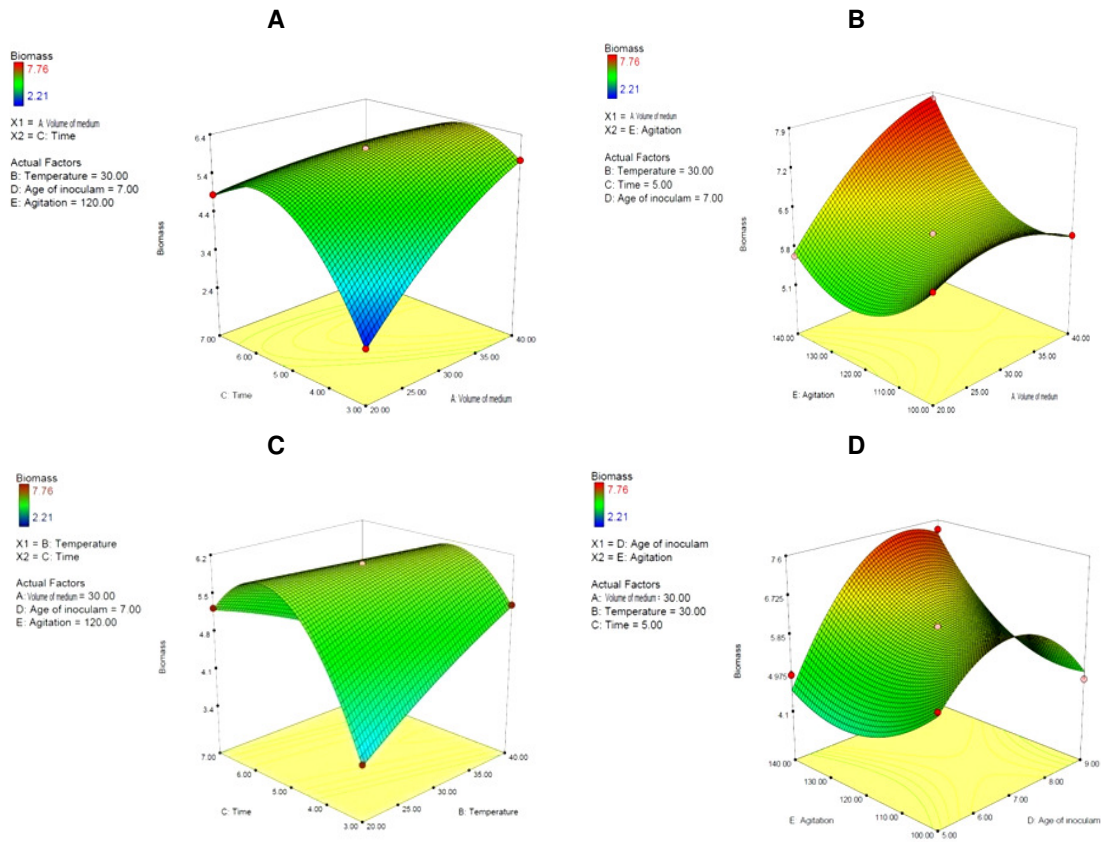 A
Biomass
7.76
2.21
X1 = A: Volume of medium
X2 = C: Time
Actual Factors
B: Temperature = 30.00
D: Age of inoculam = 7.00
E: Agitation = 120.00
6.4
5.4
4.4
3.4
2.4
Biomass
7.00
6.00
5.00
4.00
3.00
C: Time
20.00
25.00
30.00
35.00
40.00
A: Volume of medium
B
Biomass
7.76
2.21
X1 = A: Volume of medium
X2 = E: Agitation
Actual Factors
B: Temperature = 30.00
C: Time = 5.00
D: Age of inoculam = 7.00
7.9
7.2
6.5
5.8
5.1
Biomass
140.00
130.00
120.00
110.00
100.00
E: Agitation
20.00
25.00
30.00
35.00
40.00
A: Volume of medium
C
Biomass
7.76
2.21
X1 = B: Temperature
X2 = C: Time
Actual Factors
A: Volume of medium = 30.00
D: Age of inoculam = 7.00
E: Agitation = 120.00
6.2
5.5
4.8
4.1
3.4
Biomass
7.00
6.00
5.00
4.00
3.00
C: Time
20.00
25.00
30.00
35.00
40.00
B: Temperature
D
Biomass
7.76
2.21
X1 = D: Age of inoculam
X2 = E: Agitation
Actual Factors
A: Volume of medium = 30.00
B: Temperature = 30.00
C: Time = 5.00
7.6
6.725
5.85
4.975
4.1
Biomass
140.00
130.00
120.00
110.00
100.00
E: Agitation
5.00
6.00
7.00
8.00
9.00
D: Age of inoculam